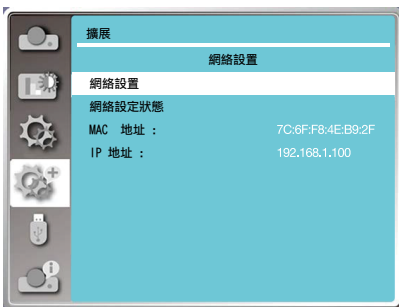 擴展
網絡設置
網絡設置
網絡設定狀態
MAC 地址 : 7C:6F:F8:4E:B9:2F
IP 地址 : 192.168.1.100